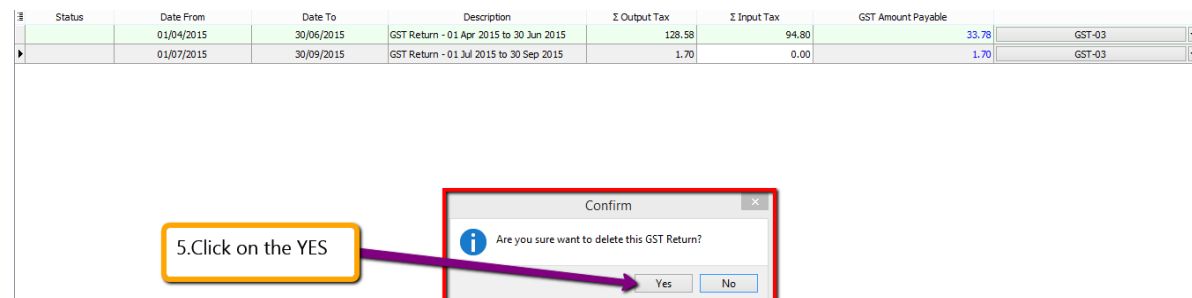 Status Date From Date To Description Σ Output Tax Σ Input Tax GST Amount Payable
01/04/2015 30/06/2015 GST Return - 01 Apr 2015 to 30 Jun 2015 128.58 94.80 33.78 GST-03
01/07/2015 30/09/2015 GST Return - 01 Jul 2015 to 30 Sep 2015 1.70 0.00 1.70 GST-03
Confirm
Are you sure want to delete this GST Return?
5.Click on the YES
Yes No